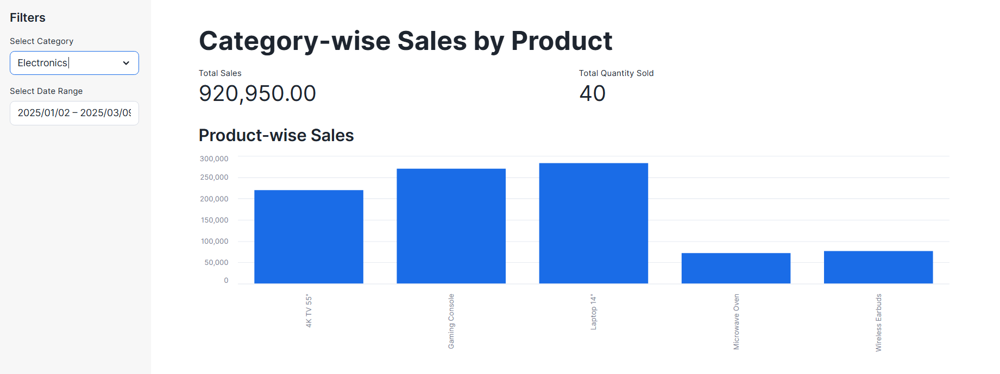 Filters
Select Category
Electronics
Select Date Range
2025/01/02 – 2025/03/09
Category-wise Sales by Product
Total Sales
920,950.00
Total Quantity Sold
40
Product-wise Sales
300,000
250,000
200,000
150,000
100,000
50,000
0
4K TV 55"
Gaming Console
Laptop 14"
Microwave Oven
Wireless Earbuds